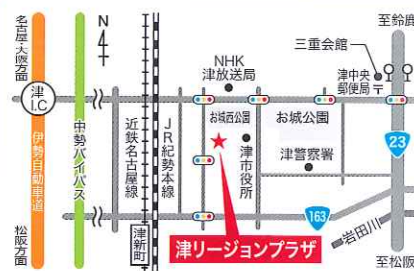 名古屋・大阪方面
至鈴鹿
N
4
三重会館
NHK
津放送局
津中央
郵便局
〒
津
I.C
お城西公園
お城公園
伊勢自動車道
中勢バイパス
近鉄名古屋線
JR紀勢本線
津市役所
津警察署
23
163
津新町
津リージョンプラザ
岩田川
松阪方面
至松阪